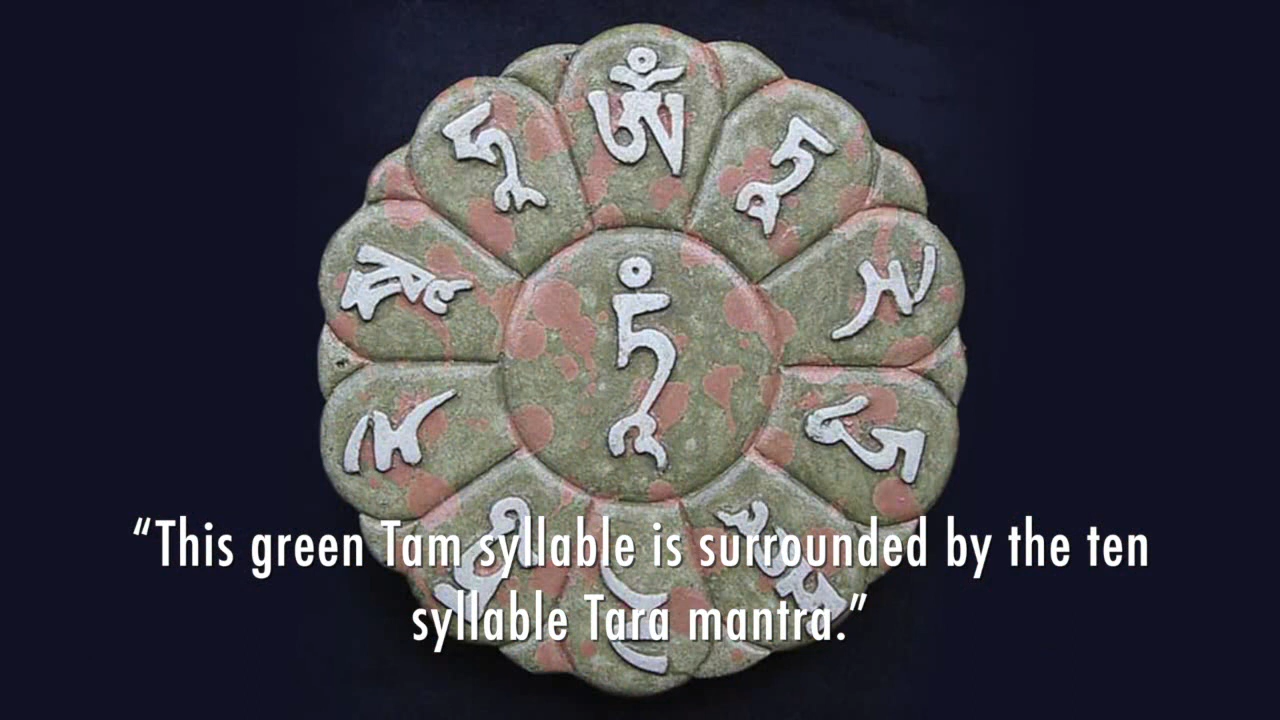 ཨོཾ
ཏཱ
རེ
ཏུ
ཏྟཱ
རེ
ཏུ
རེ
སྭཱ
ཧཱ
ཏཱཾ
“This green Tam syllable is surrounded by the ten
syllable Tara mantra.”